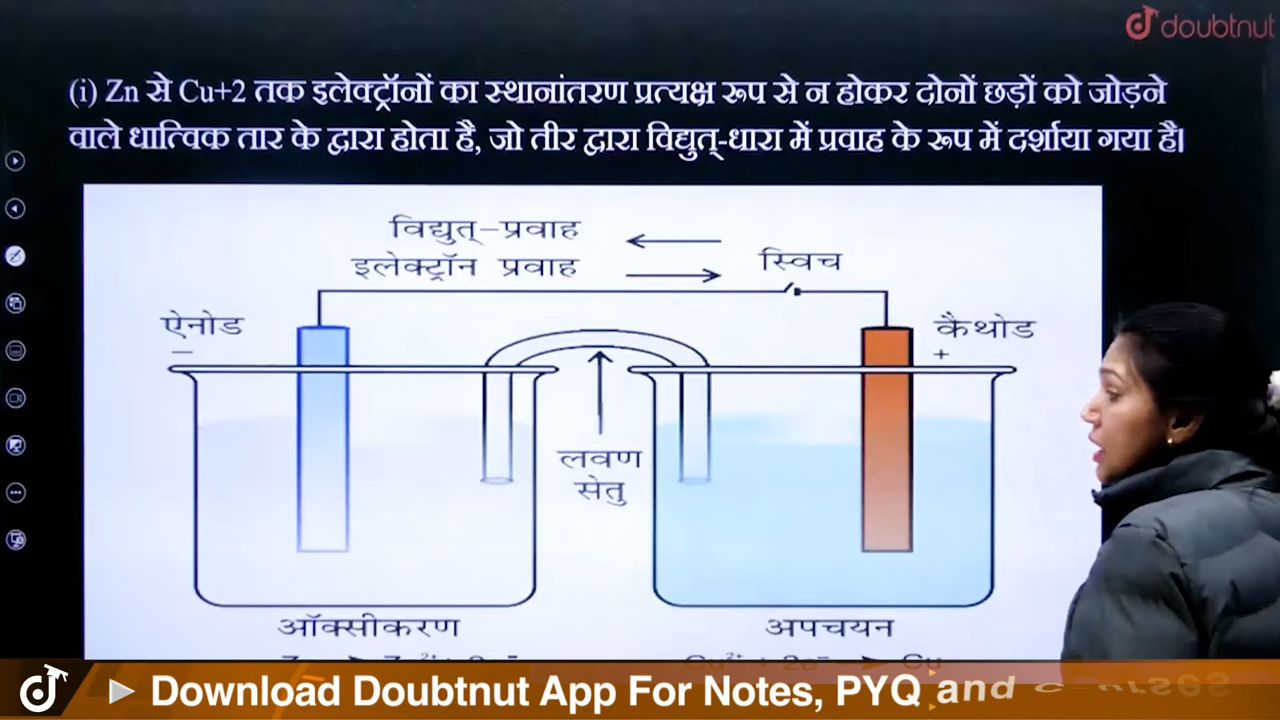 doubtnut
(i) Zn से Cu+2 तक इलेक्ट्रॉनों का स्थानांतरण प्रत्यक्ष रूप से न होकर दोनों छड़ों को जोड़ने
वाले धात्विक तार के द्वारा होता है, जो तीर द्वारा विद्युत्-धारा में प्रवाह के रूप में दर्शाया गया है।
विद्युत्-प्रवाह
इलेक्ट्रॉन प्रवाह
स्विच
ऐनोड
−
कैथोड
+
लवण
सेतु
ऑक्सीकरण
अपचयन
Download Doubtnut App For Notes, PYQ and